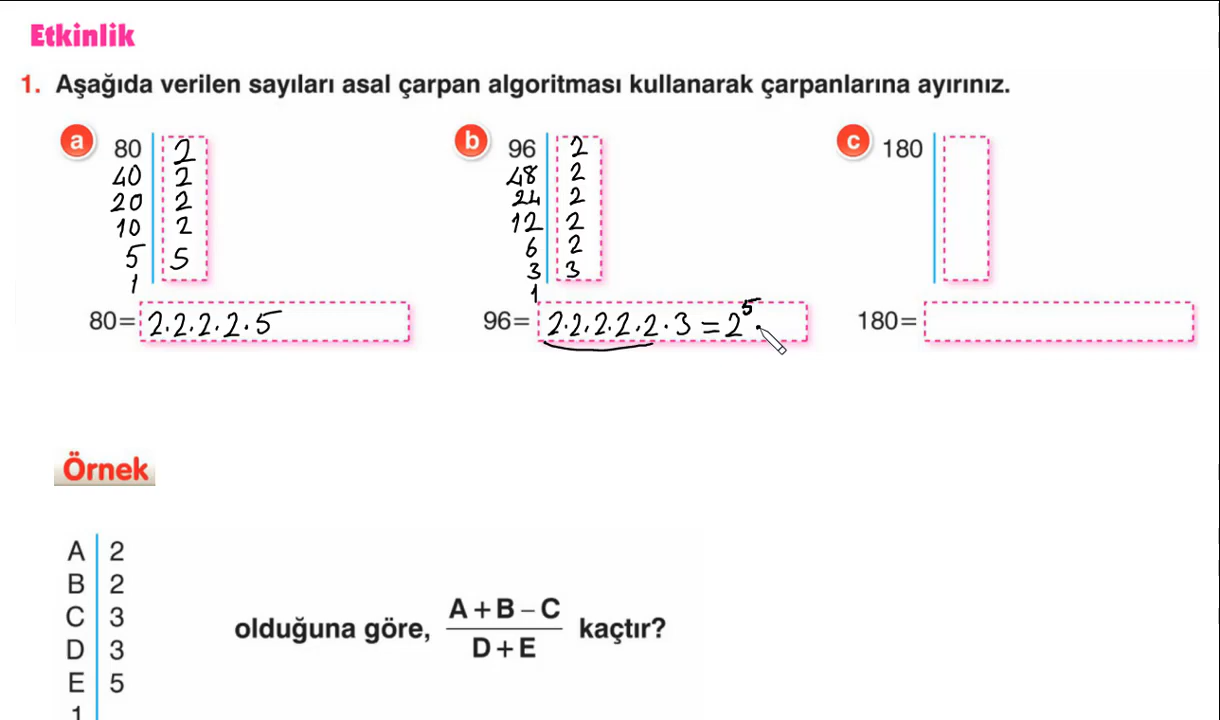 Etkinlik
1. Aşağıda verilen sayıları asal çarpan algoritması kullanarak çarpanlarına ayırınız.
a
80 2
40 2
20 2
10 2
5 5
1
80= 2.2.2.2.5
b
96 2
48 2
24 2
12 2
6 2
3 3
1
96= 2.2.2.2.2.3 = 2⁵.
c
180
180=
Örnek
A 2
B 2
C 3
D 3
E 5
1
olduğuna göre, A + B – C / D + E kaçtır?